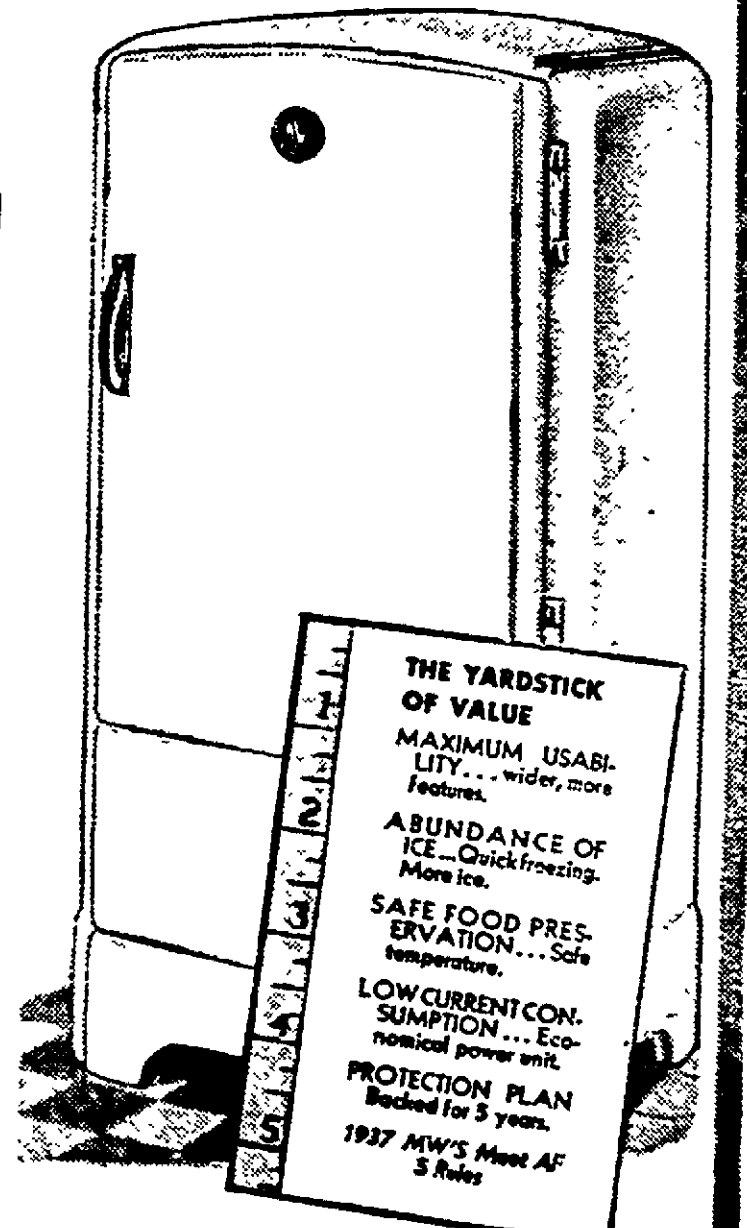 THE YARDSTICK
OF VALUE
MAXIMUM USABI-
LITY... wider, more
features.
ABUNDANCE OF
ICE—Quick freezing.
More ice.
SAFE FOOD PRES-
ERVATION... Safe
temperature.
LOW CURRENT CON-
SUMPTION... Eco-
nomical power unit.
PROTECTION PLAN
Backed for 5 years.
1937 MW'S Meet All
5 Rules
1
2
3
4
5